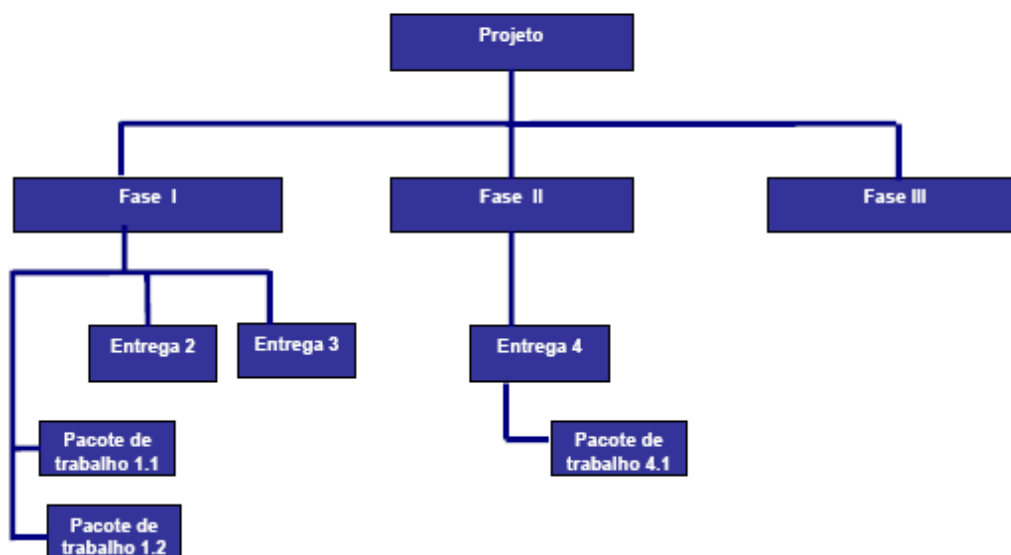 Projeto
Fase I
Fase II
Fase III
Entrega 2
Entrega 3
Entrega 4
Pacote de
trabalho 1.1
Pacote de
trabalho 4.1
Pacote de
trabalho 1.2